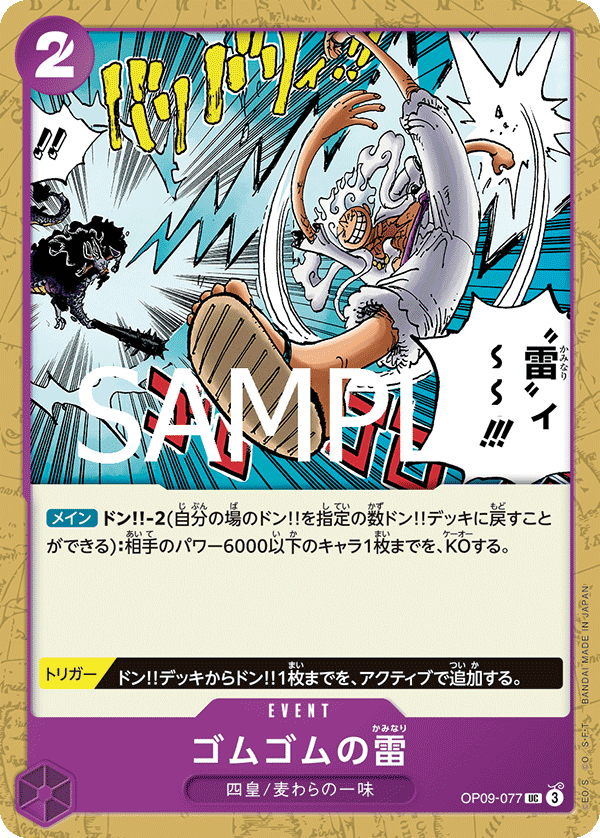 2
バリバリィ!!!
!!
〝雷〟ィ
〜〜!!!
SAMPL
メイン ドン!!-2(自分の場のドン!!を指定の数ドン!!デッキに戻すこと
ができる):相手のパワー6000以下のキャラ1枚までを、KOする。
トリガー ドン!!デッキからドン!!1枚までを、アクティブで追加する。
EVENT
ゴムゴムの雷
四皇/麦わらの一味
OP09-077 UC 3
BANDAI MADE IN JAPAN